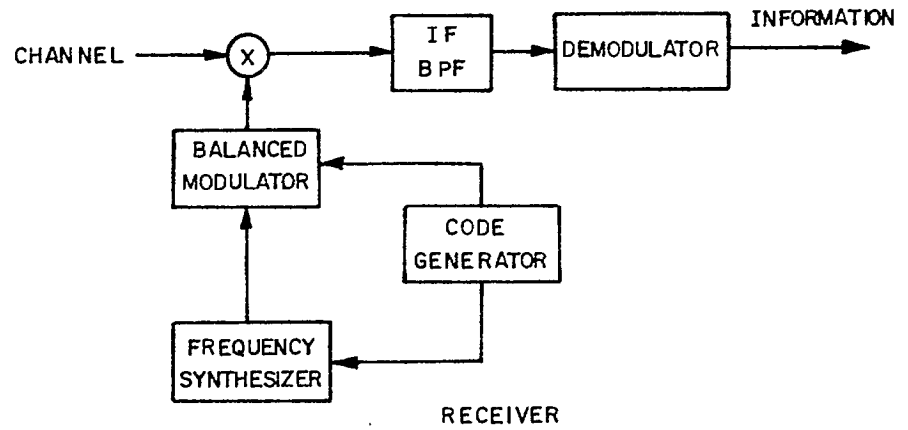 INFORMATION
CHANNEL
X
IF
BPF
DEMODULATOR
BALANCED
MODULATOR
CODE
GENERATOR
FREQUENCY
SYNTHESIZER
RECEIVER